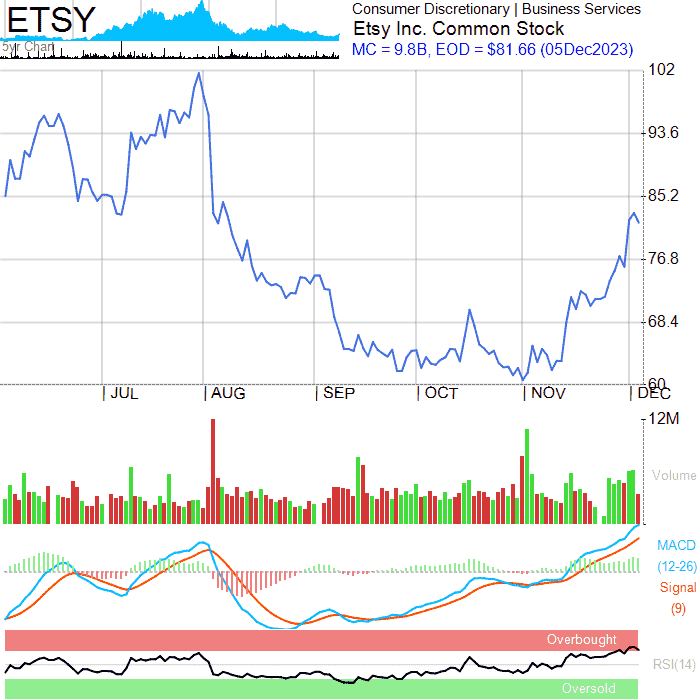 ETSY
5yr Chart
Consumer Discretionary | Business Services
Etsy Inc. Common Stock
MC = 9.8B, EOD = $81.66 (05Dec2023)
102
93.6
85.2
76.8
68.4
60
| JUL | AUG | SEP | OCT | NOV | DEC
12M
Volume
MACD
(12-26)
Signal
(9)
Overbought
RSI(14)
Oversold